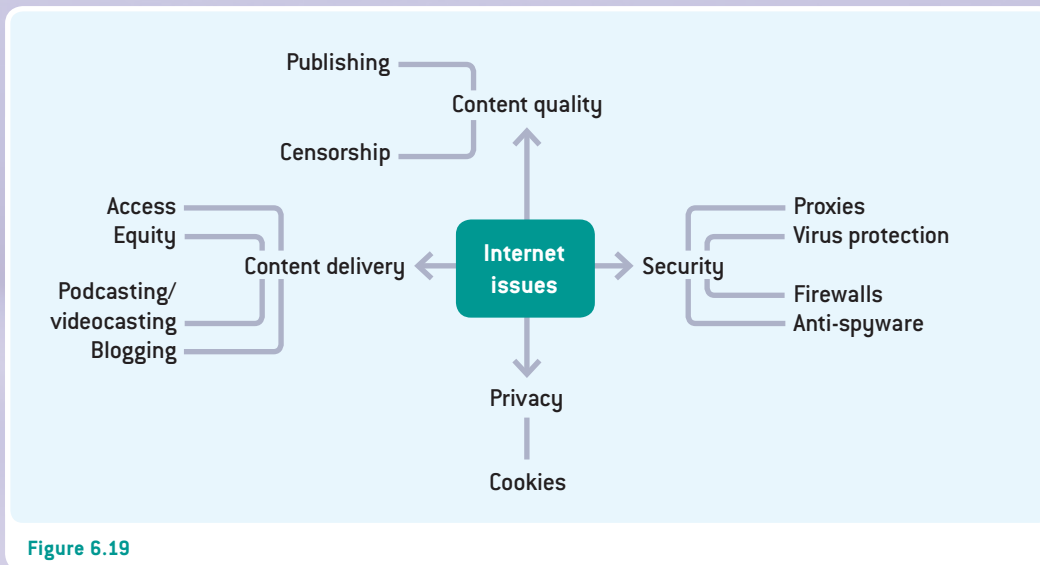 Publishing
Content quality
Censorship
Access
Equity
Content delivery
Podcasting/
videocasting
Blogging
Internet
issues
Proxies
Virus protection
Security
Firewalls
Anti-spyware
Privacy
Cookies
Figure 6.19